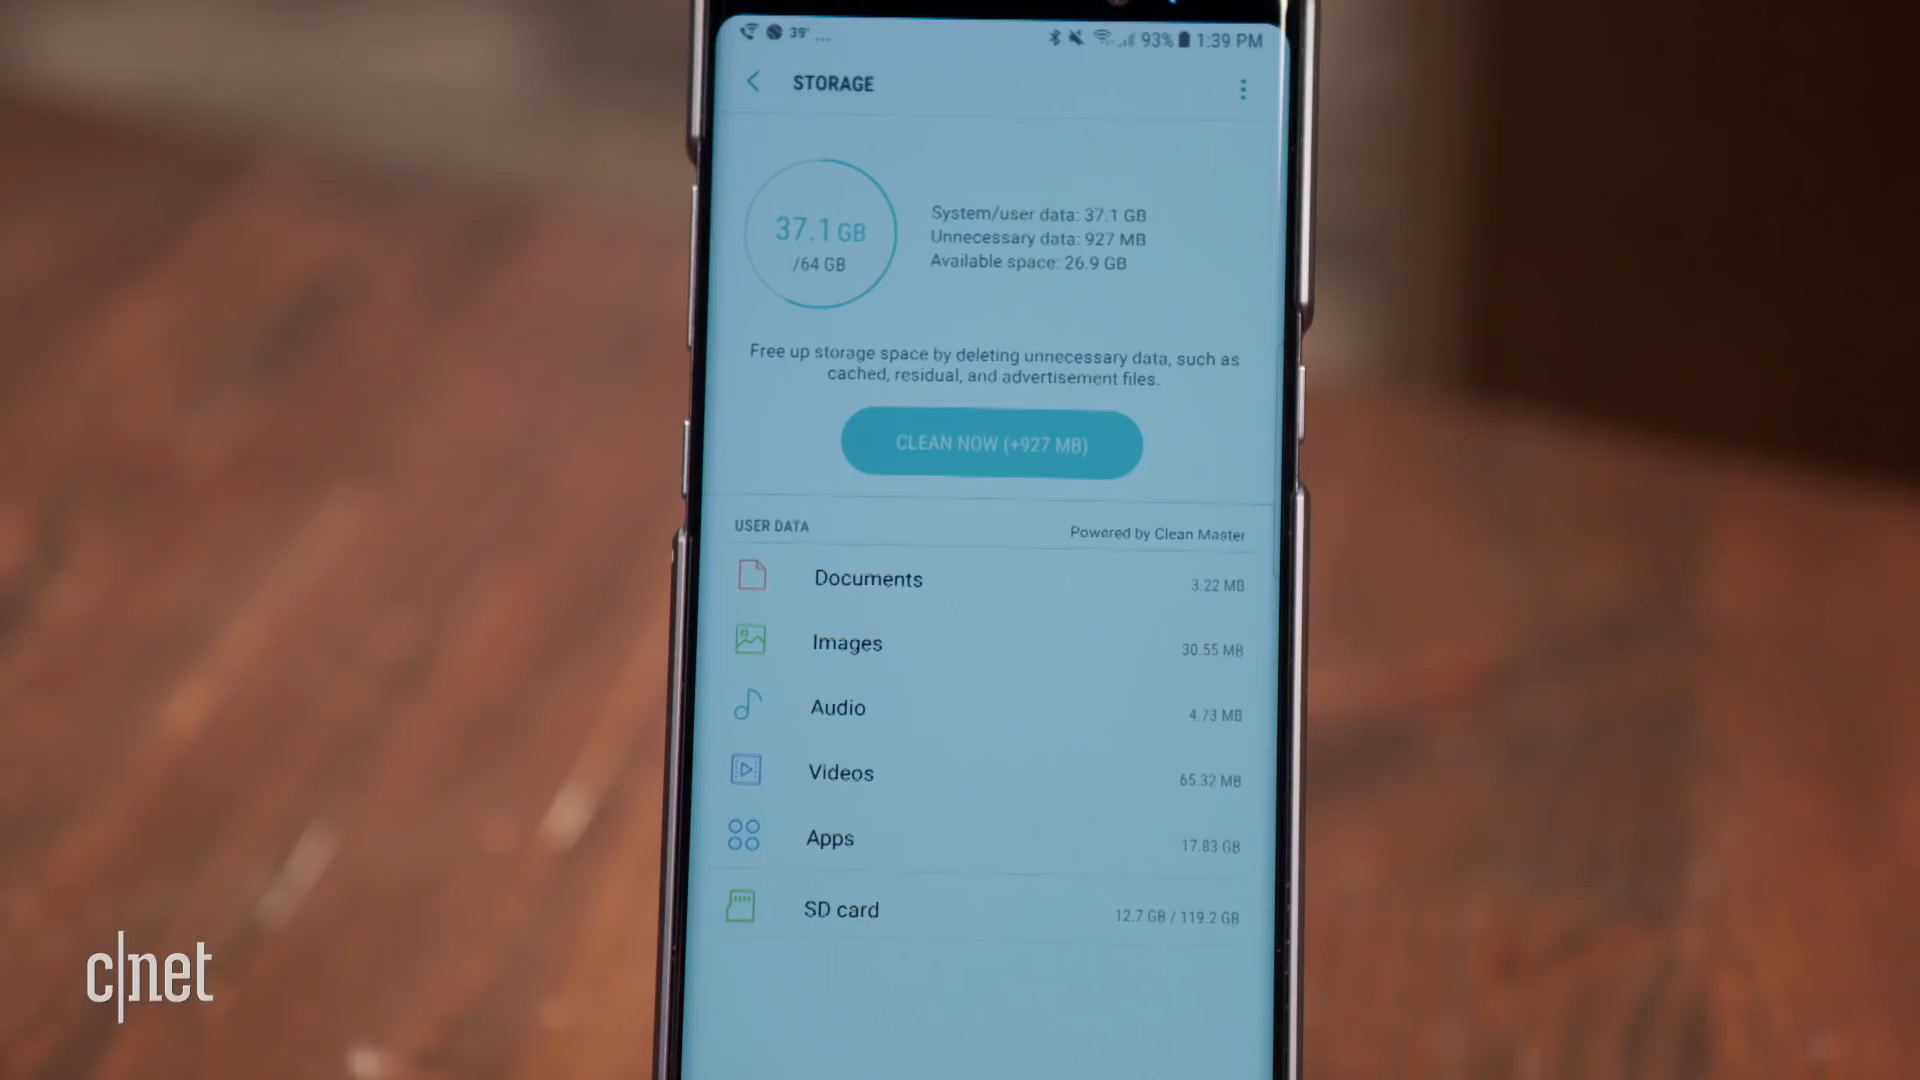 39° ... 93% 1:39 PM
STORAGE
37.1 GB
/64 GB
System/user data: 37.1 GB
Unnecessary data: 927 MB
Available space: 26.9 GB
Free up storage space by deleting unnecessary data, such as
cached, residual, and advertisement files.
CLEAN NOW (+927 MB)
USER DATA Powered by Clean Master
Documents 3.22 MB
Images 30.55 MB
Audio 4.73 MB
Videos 65.32 MB
Apps 17.83 GB
SD card 12.7 GB / 119.2 GB
c|net